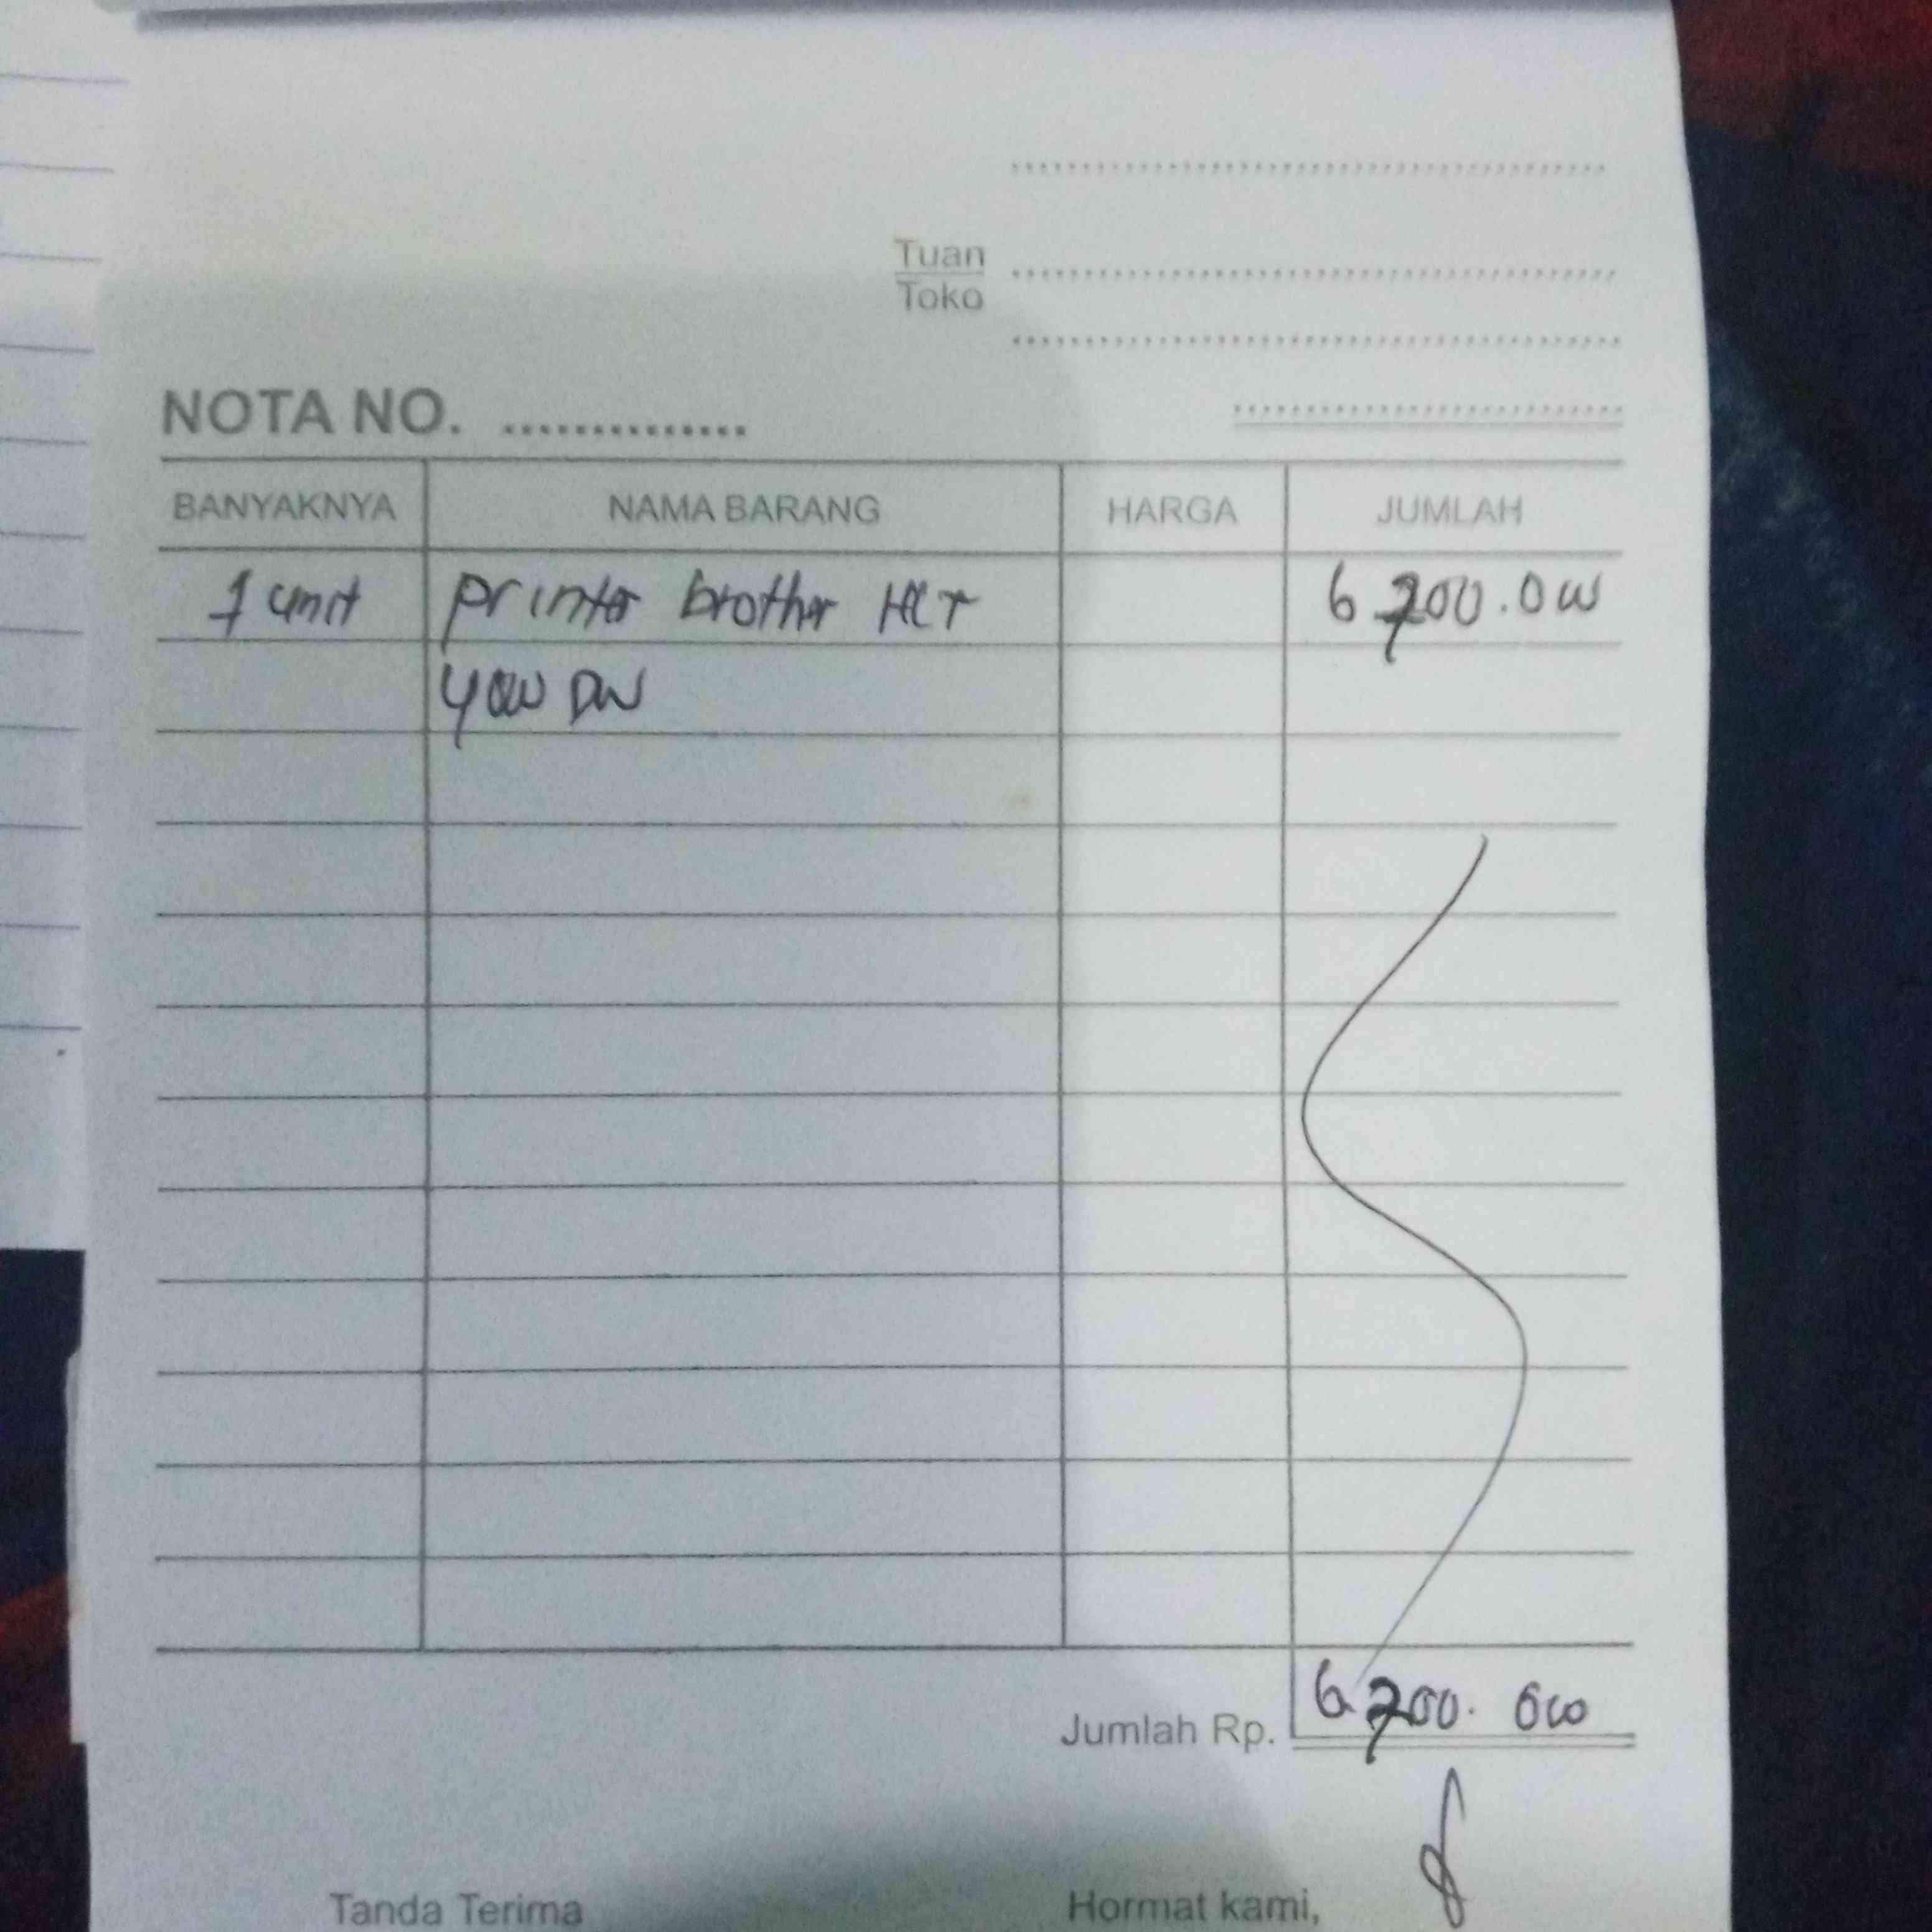 Tuan
Toko
NOTA NO. ..............
BANYAKNYA NAMA BARANG HARGA JUMLAH
1 unit printer brother HLT 6.700.000
4000 DW
Jumlah Rp. 6.700.000
Tanda Terima Hormat kami,